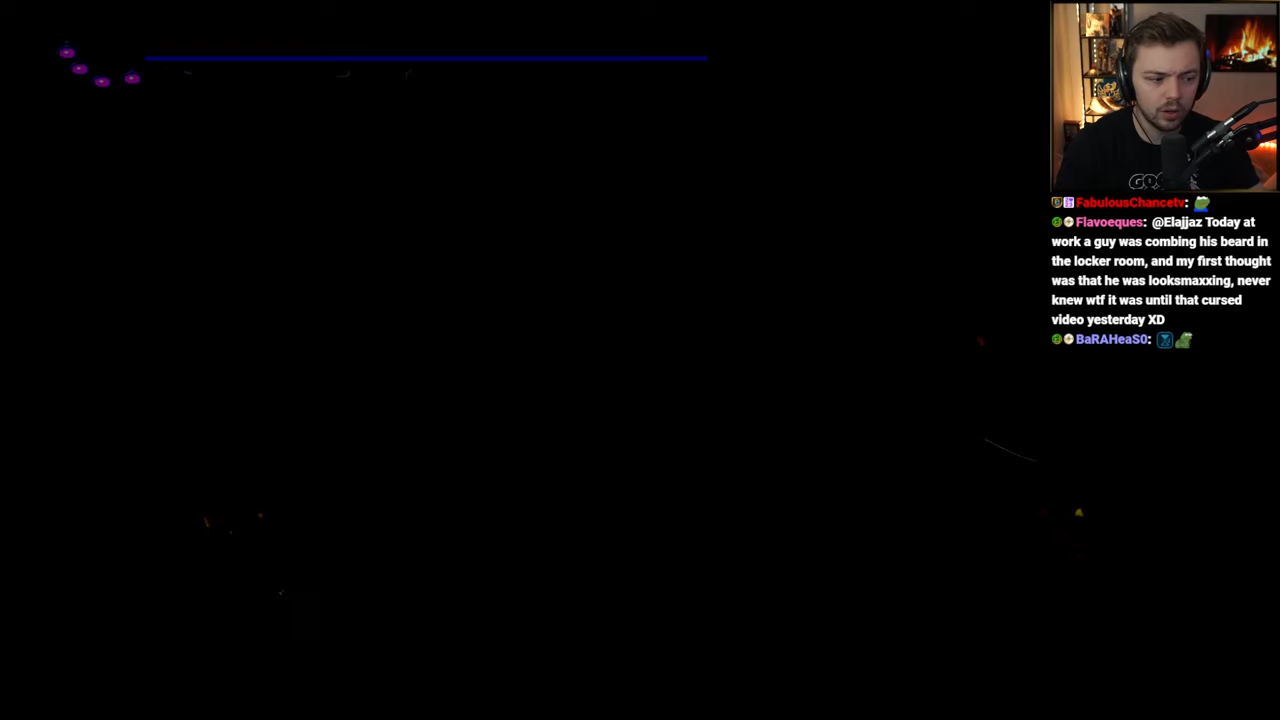 FabulousChancetv:
Flavoeques: @Elajjaz Today at
work a guy was combing his beard in
the locker room, and my first thought
was that he was looksmaxxing, never
knew wtf it was until that cursed
video yesterday XD
BaRAHeaS0: